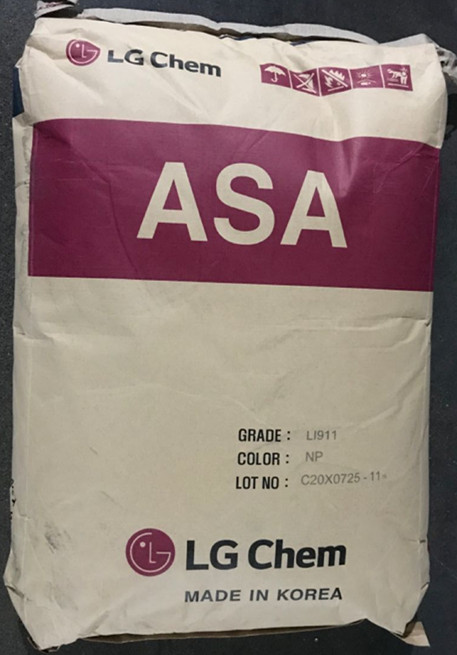 LG Chem
ASA
GRADE : LI911
COLOR : NP
LOT NO : C20X0725-11
LG Chem
MADE IN KOREA